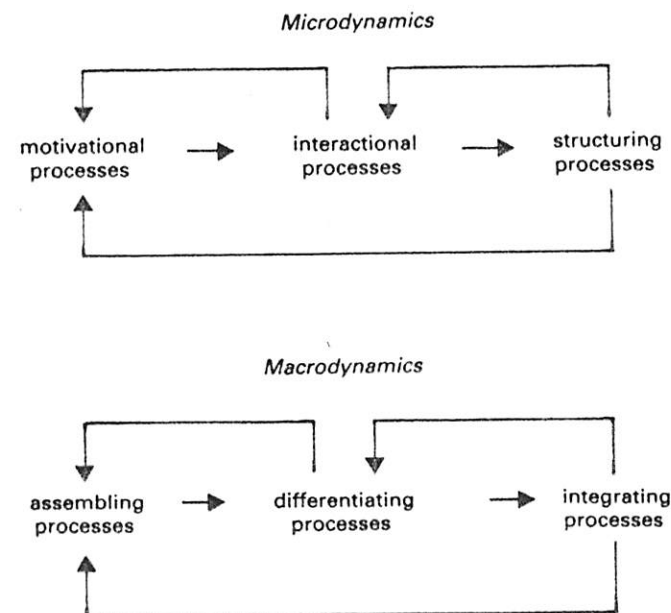 Microdynamics
motivational
processes
interactional
processes
structuring
processes
Macrodynamics
assembling
processes
differentiating
processes
integrating
processes